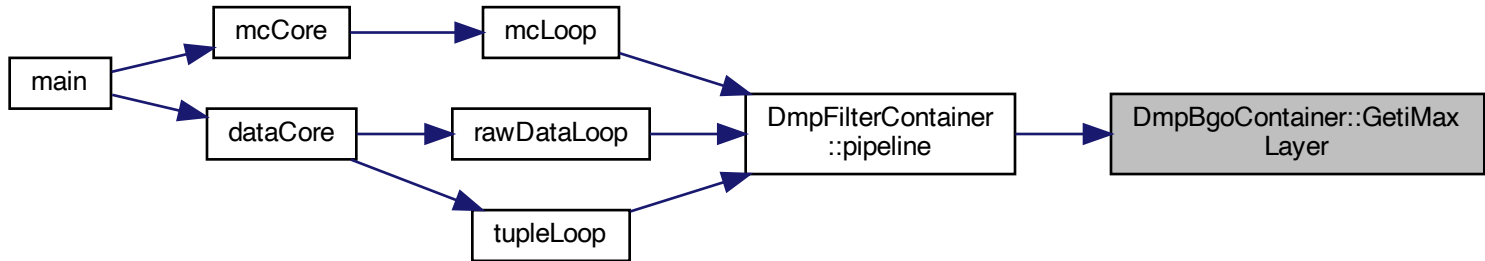 main
mcCore
mcLoop
dataCore
rawDataLoop
tupleLoop
DmpFilterContainer
::pipeline
DmpBgoContainer::GetiMax
Layer